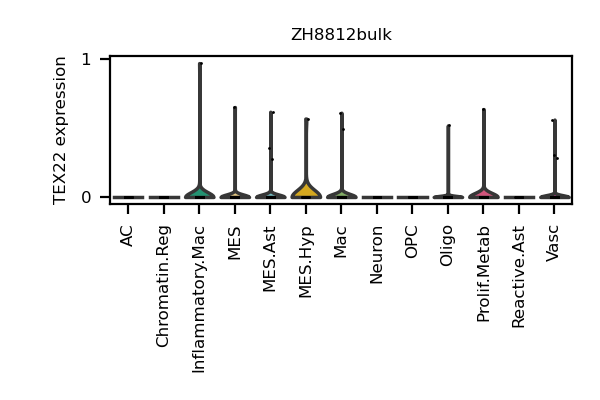 ZH8812bulk
TEX22 expression
1
0
AC
Chromatin.Reg
Inflammatory.Mac
MES
MES.Ast
MES.Hyp
Mac
Neuron
OPC
Oligo
Prolif.Metab
Reactive.Ast
Vasc